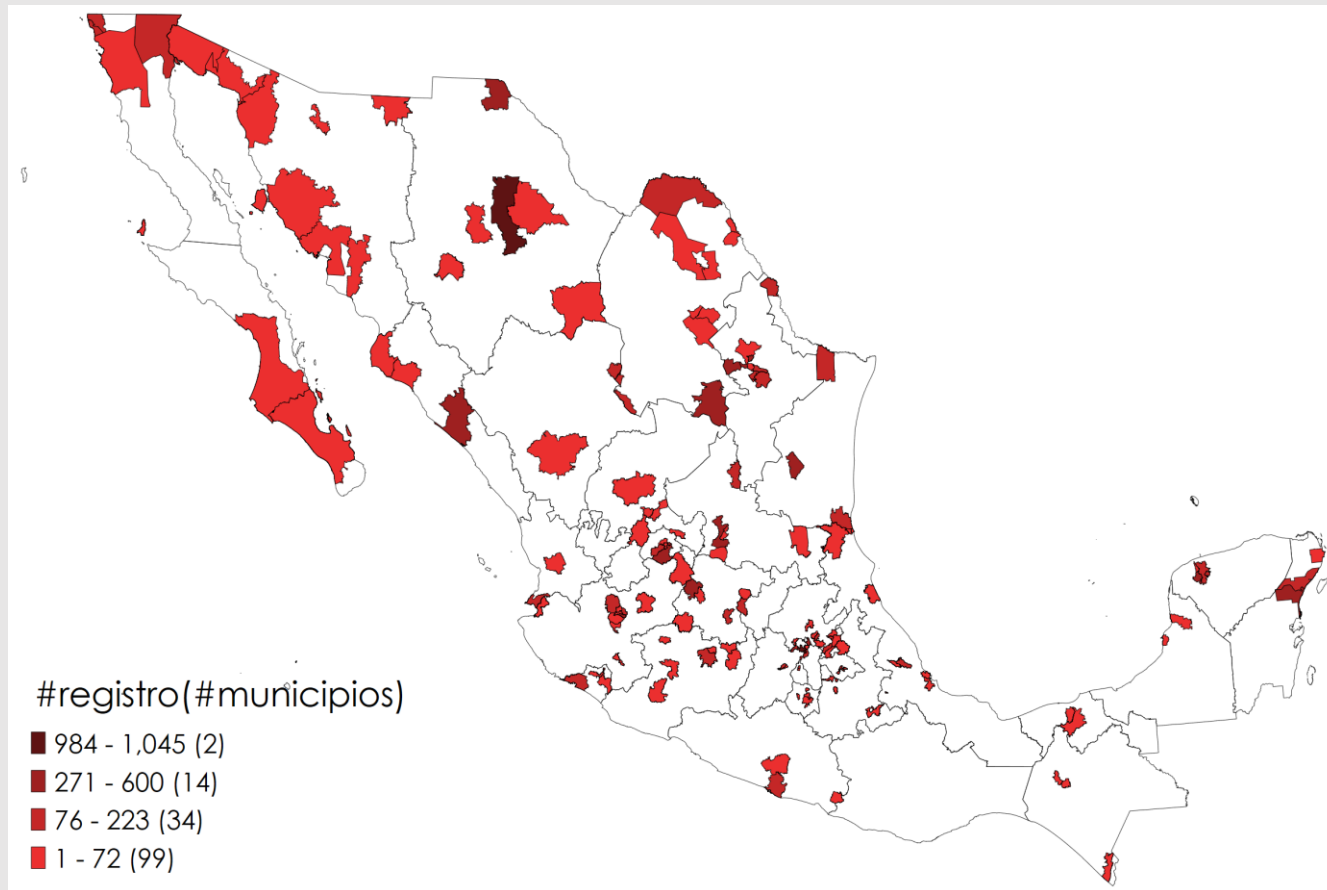 #registro(#municipios)
984 - 1,045 (2)
271 - 600 (14)
76 - 223 (34)
1 - 72 (99)